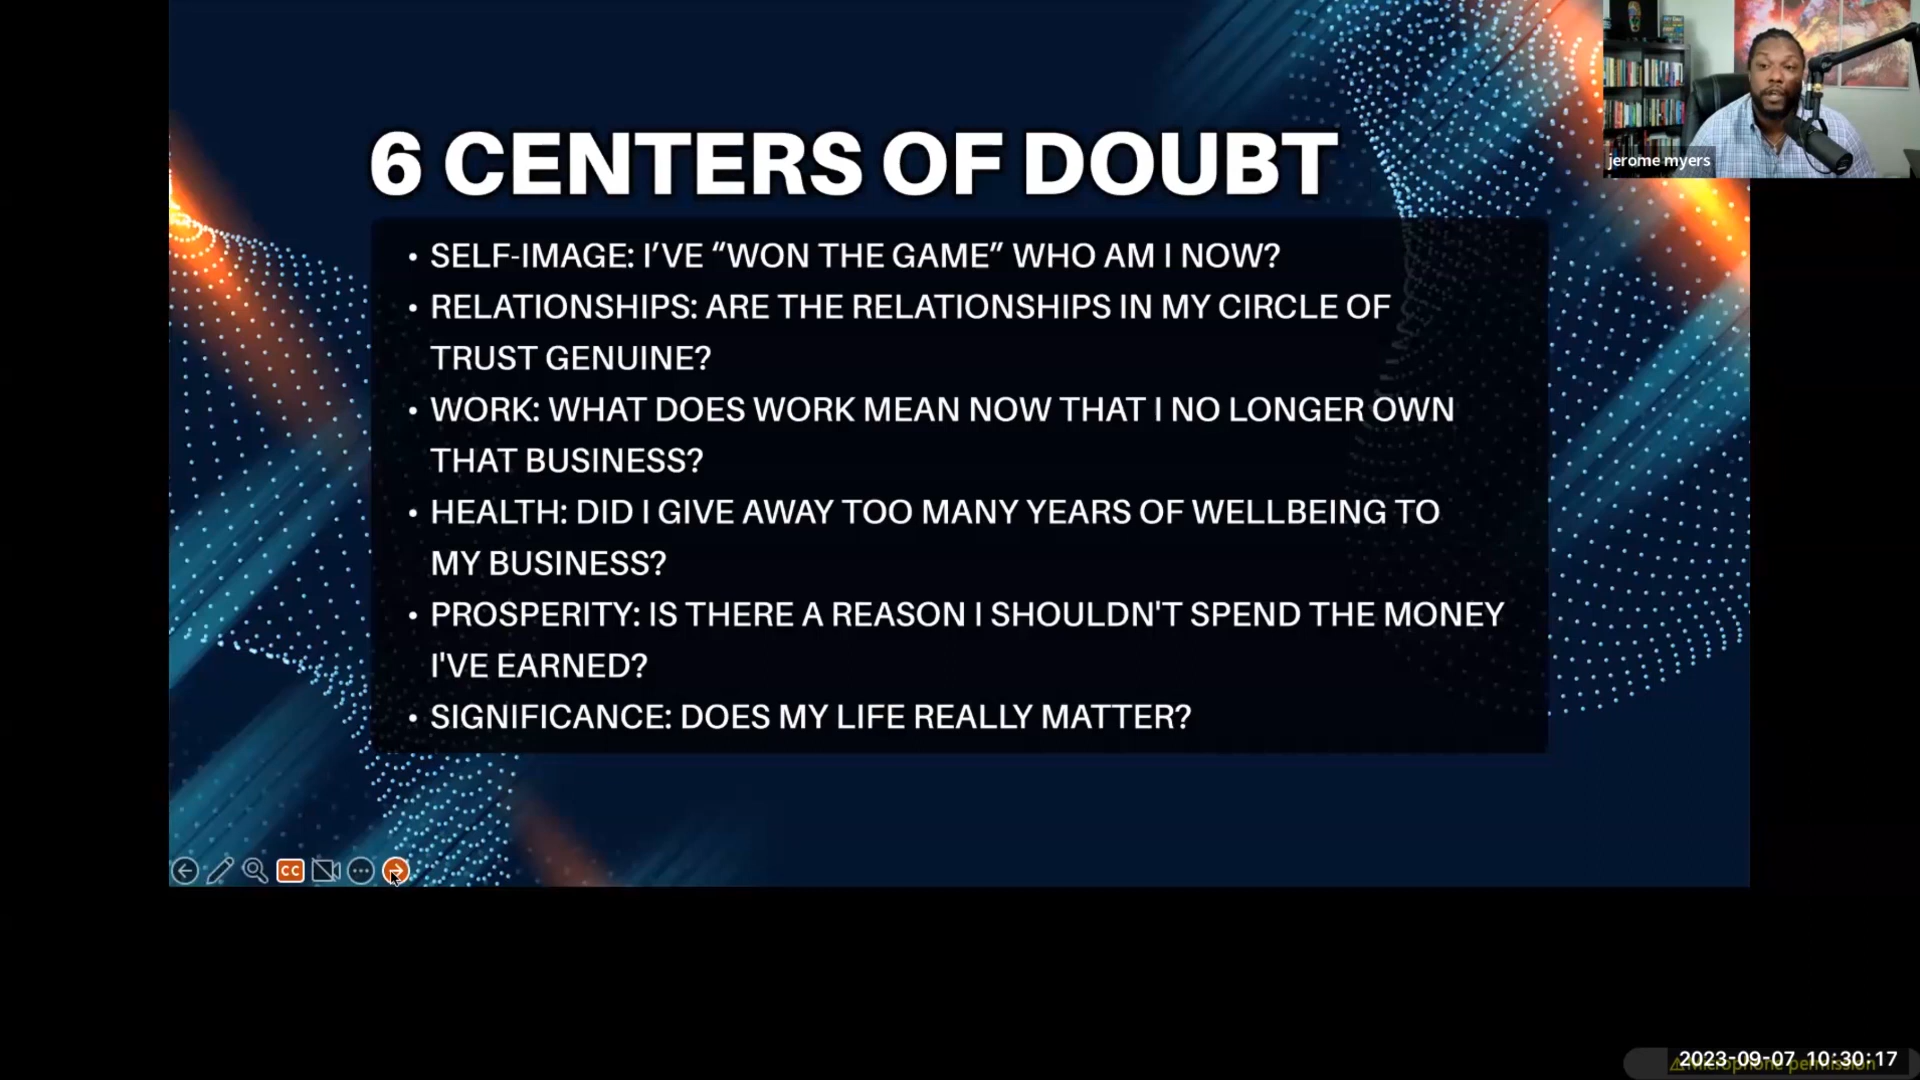 6 CENTERS OF DOUBT
• SELF-IMAGE: I’VE “WON THE GAME” WHO AM I NOW?
• RELATIONSHIPS: ARE THE RELATIONSHIPS IN MY CIRCLE OF
TRUST GENUINE?
• WORK: WHAT DOES WORK MEAN NOW THAT I NO LONGER OWN
THAT BUSINESS?
• HEALTH: DID I GIVE AWAY TOO MANY YEARS OF WELLBEING TO
MY BUSINESS?
• PROSPERITY: IS THERE A REASON I SHOULDN'T SPEND THE MONEY
I'VE EARNED?
• SIGNIFICANCE: DOES MY LIFE REALLY MATTER?
jerome myers
CC
2023-09-07 10:30:17
Microphone permission